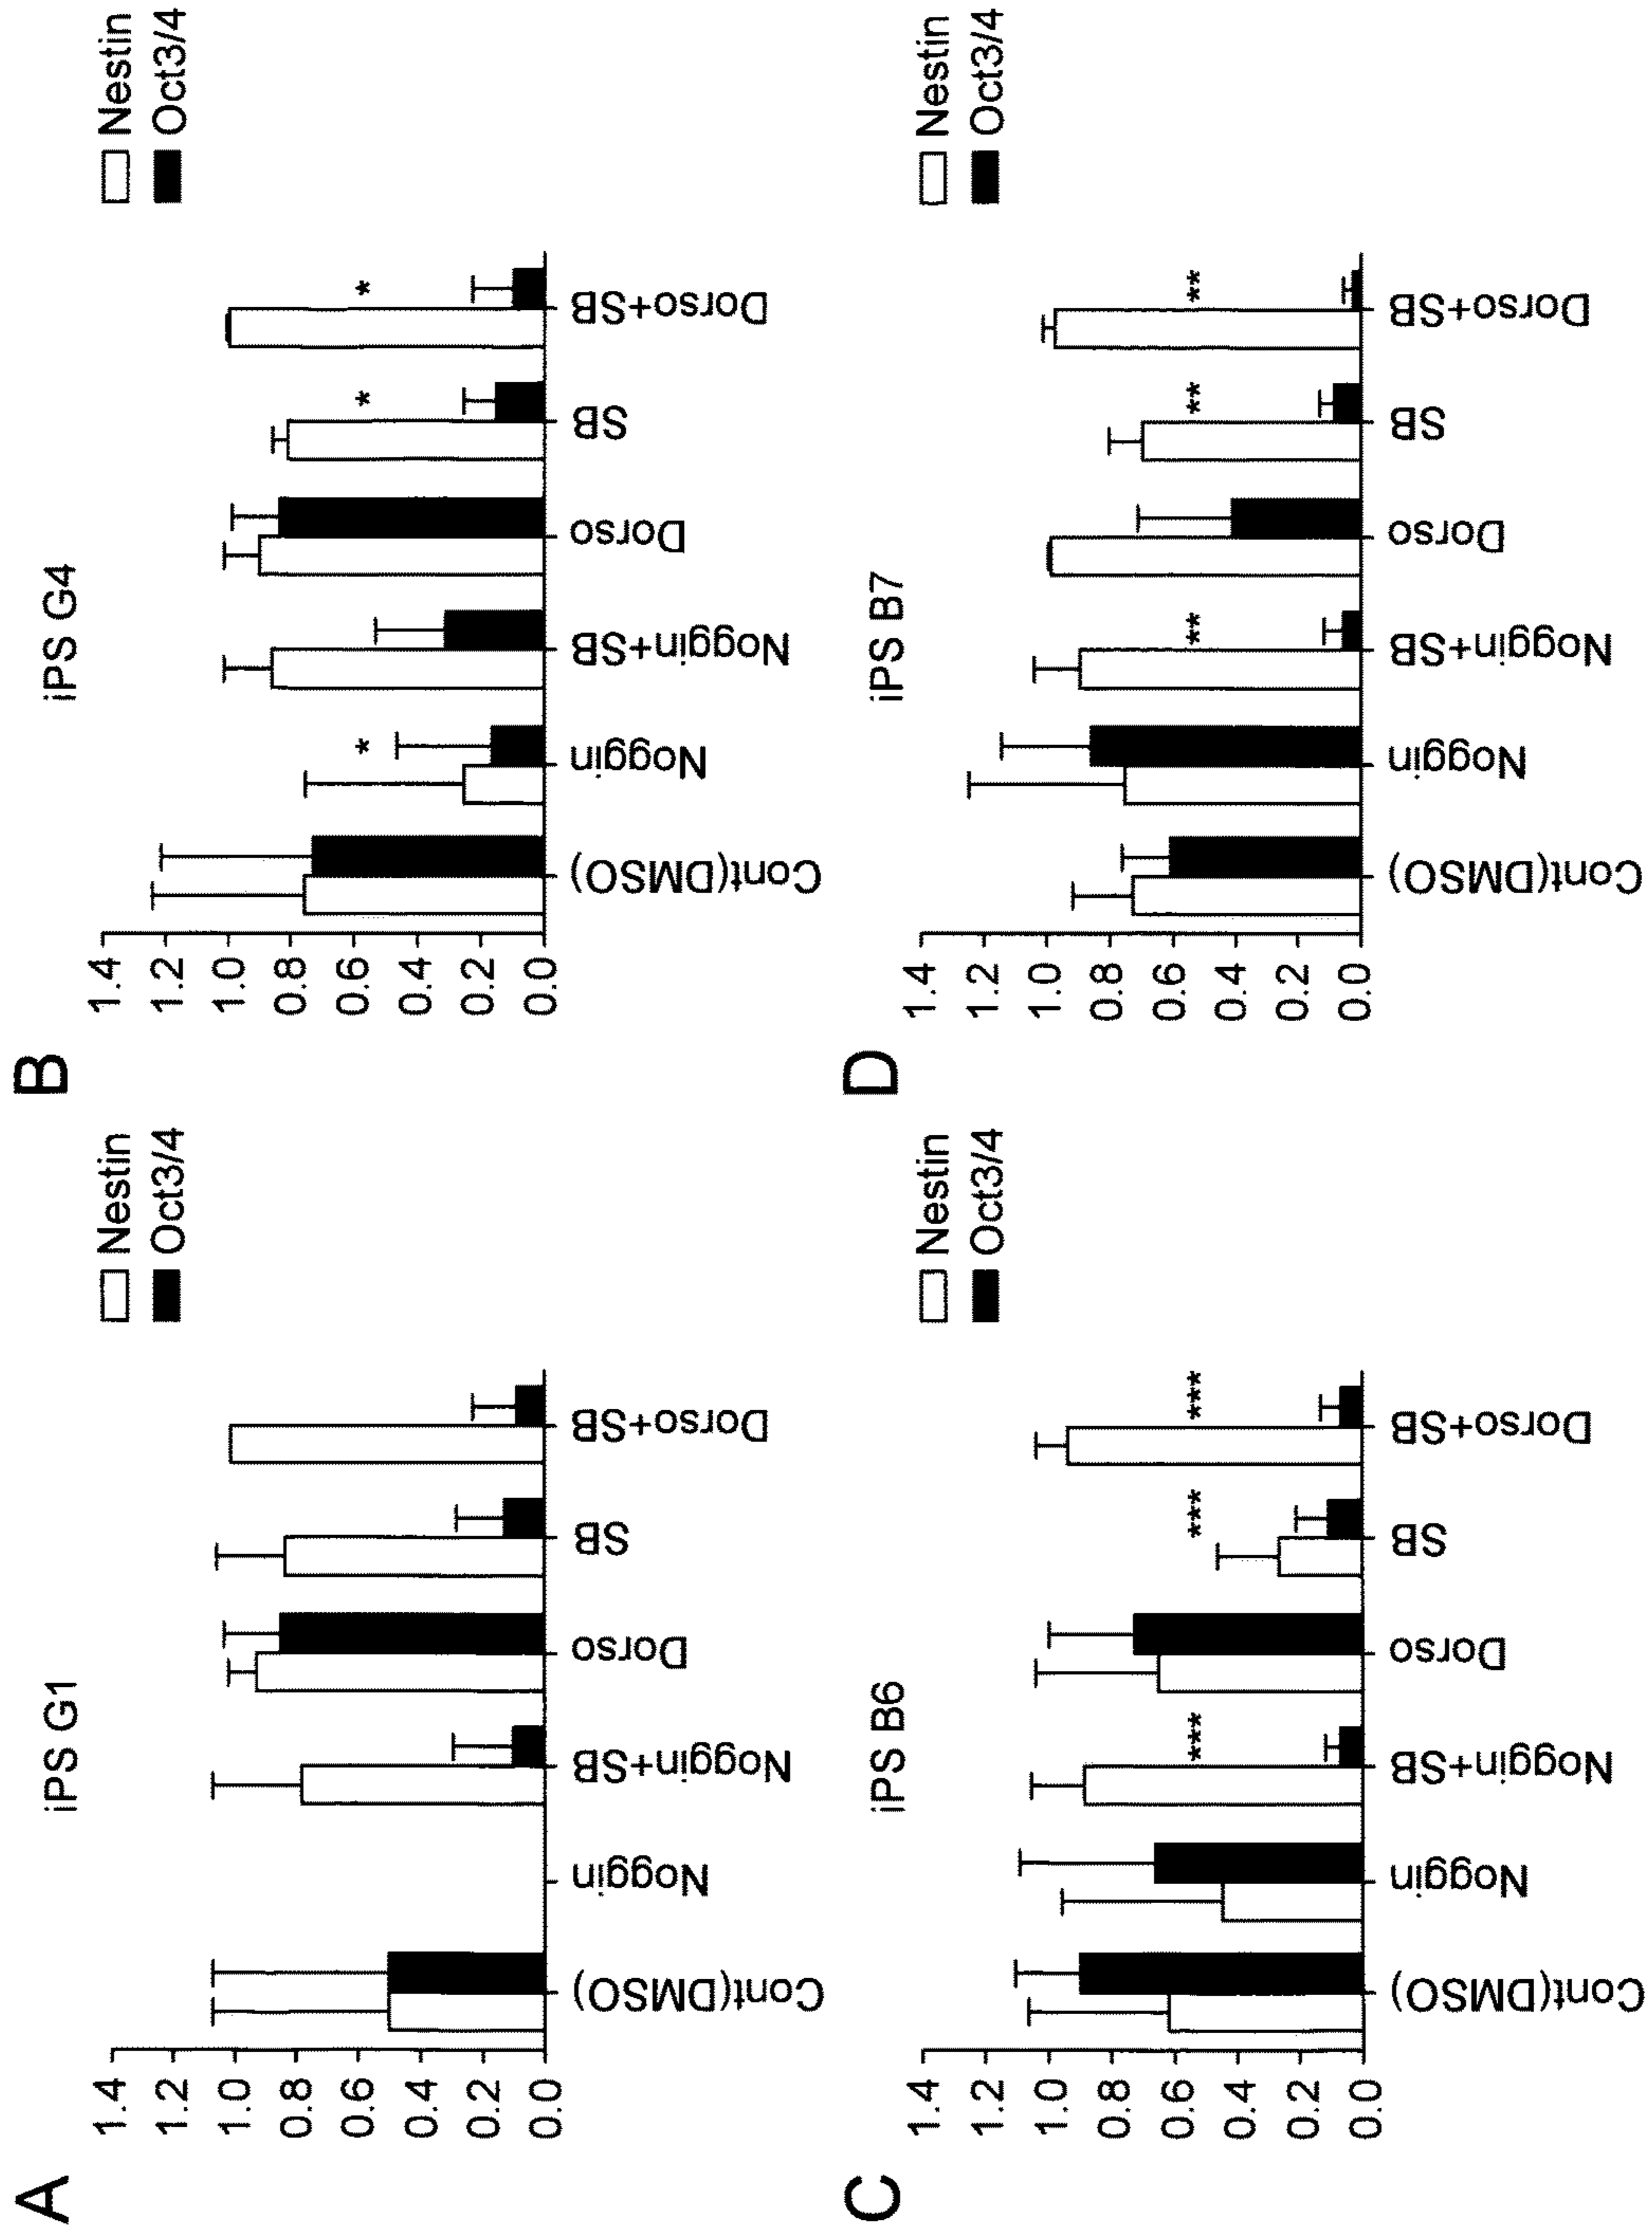 A
iPS G1
Nestin
Oct3/4
1.4
1.2
1.0
0.8
0.6
0.4
0.2
0.0
Cont(DMSO)
Noggin
Noggin+SB
Dorso
SB
Dorso+SB
B
iPS G4
Nestin
Oct3/4
1.4
1.2
1.0
0.8
0.6
0.4
0.2
0.0
*
*
*
Cont(DMSO)
Noggin
Noggin+SB
Dorso
SB
Dorso+SB
C
iPS B6
Nestin
Oct3/4
1.4
1.2
1.0
0.8
0.6
0.4
0.2
0.0
***
***
***
Cont(DMSO)
Noggin
Noggin+SB
Dorso
SB
Dorso+SB
D
iPS B7
Nestin
Oct3/4
1.4
1.2
1.0
0.8
0.6
0.4
0.2
0.0
**
**
**
Cont(DMSO)
Noggin
Noggin+SB
Dorso
SB
Dorso+SB